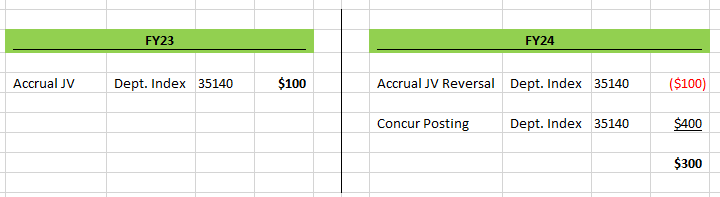 FY23 FY24
Accrual JV Dept. Index 35140 $100 Accrual JV Reversal Dept. Index 35140 ($100)
Concur Posting Dept. Index 35140 $400
$300